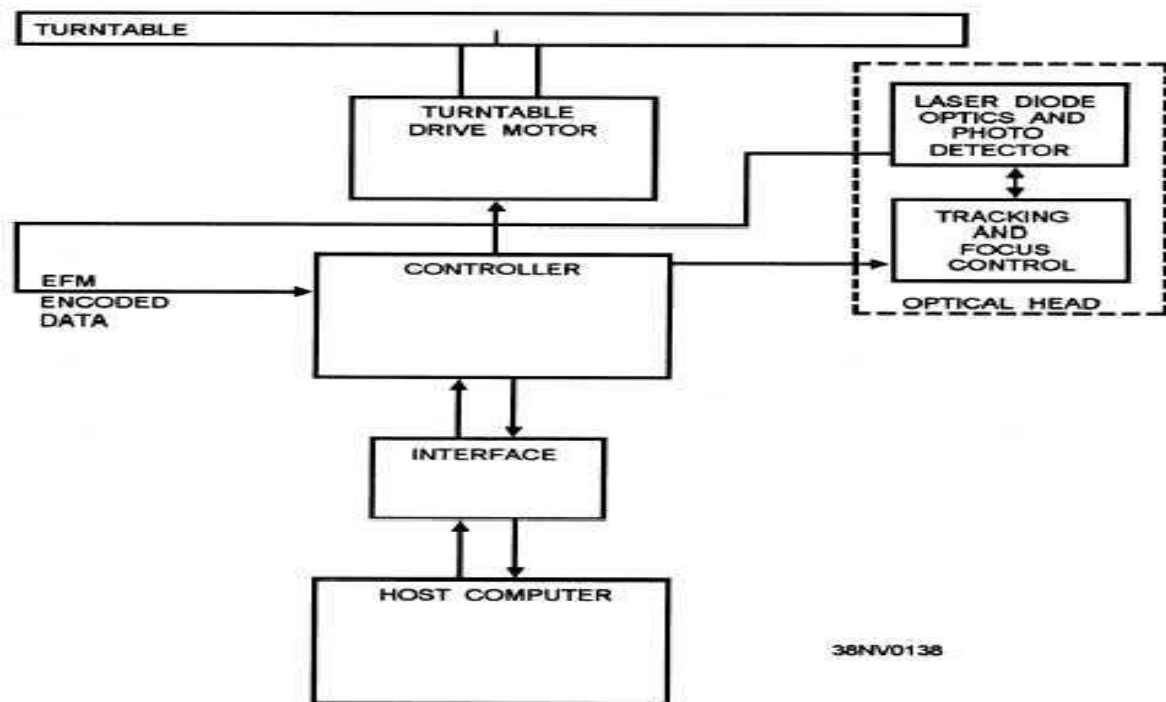 TURNTABLE
TURNTABLE
DRIVE MOTOR
LASER DIODE
OPTICS AND
PHOTO
DETECTOR
TRACKING
AND
FOCUS
CONTROL
OPTICAL HEAD
CONTROLLER
EFM
ENCODED
DATA
INTERFACE
HOST COMPUTER
38NV0138